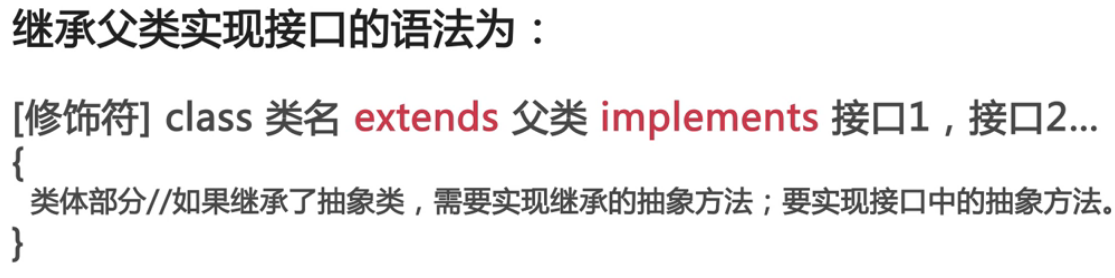 继承父类实现接口的语法为：
[修饰符] class 类名 extends 父类 implements 接口1，接口2...
{
类体部分//如果继承了抽象类，需要实现继承的抽象方法；要实现接口中的抽象方法。
}